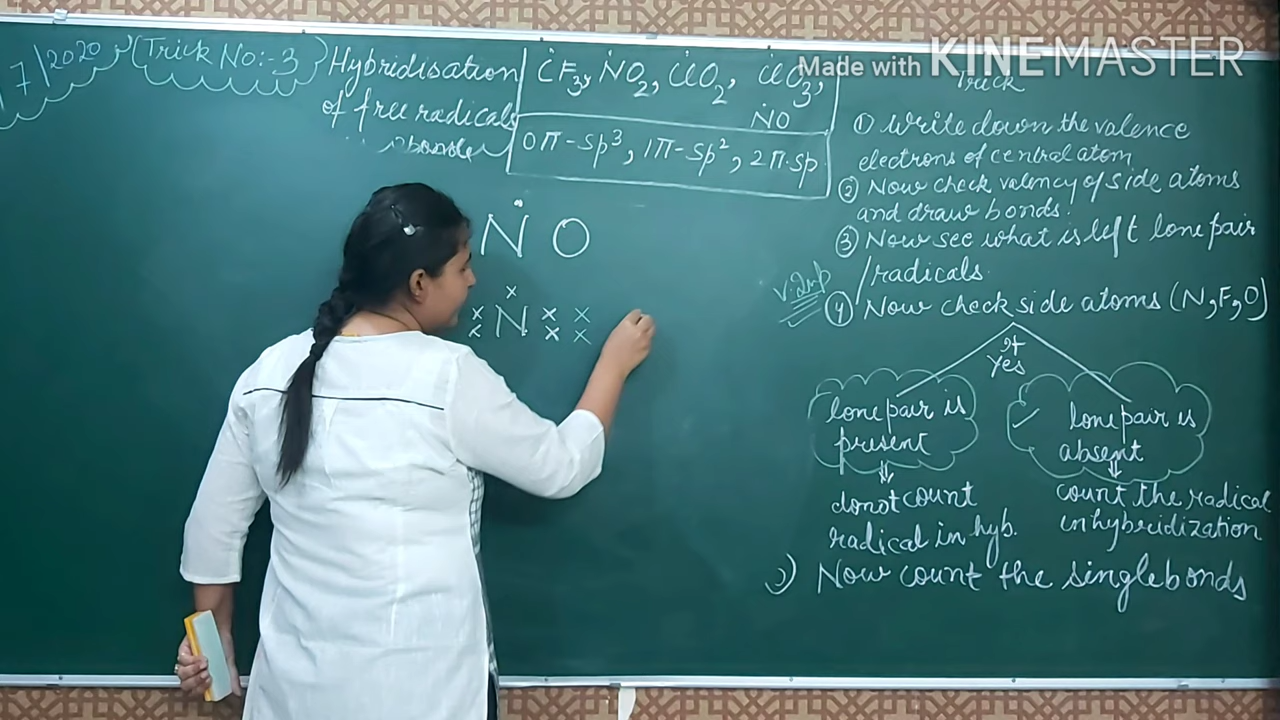 7/2020
(Trick No:-3)
Hybridisation
of free radicals
ĊF3, ṄO2, ĊlO2, ĊlO3,
ṄO
0π-sp³, 1π-sp², 2π-sp
Ṅ O
x
x N x x
x x x
Made with KINEMASTER
Trick
① Write down the valence
electrons of central atom
② Now check valency of side atoms
and draw bonds.
③ Now see what is left lone pair
/radicals.
v.Imp
④ Now check side atoms (N,F,O)
If
Yes
lone pair is
present
⇓
donot count
radical in hyb.
✓ lone pair is
absent
⇓
count the radical
in hybridization
Now count the single bonds